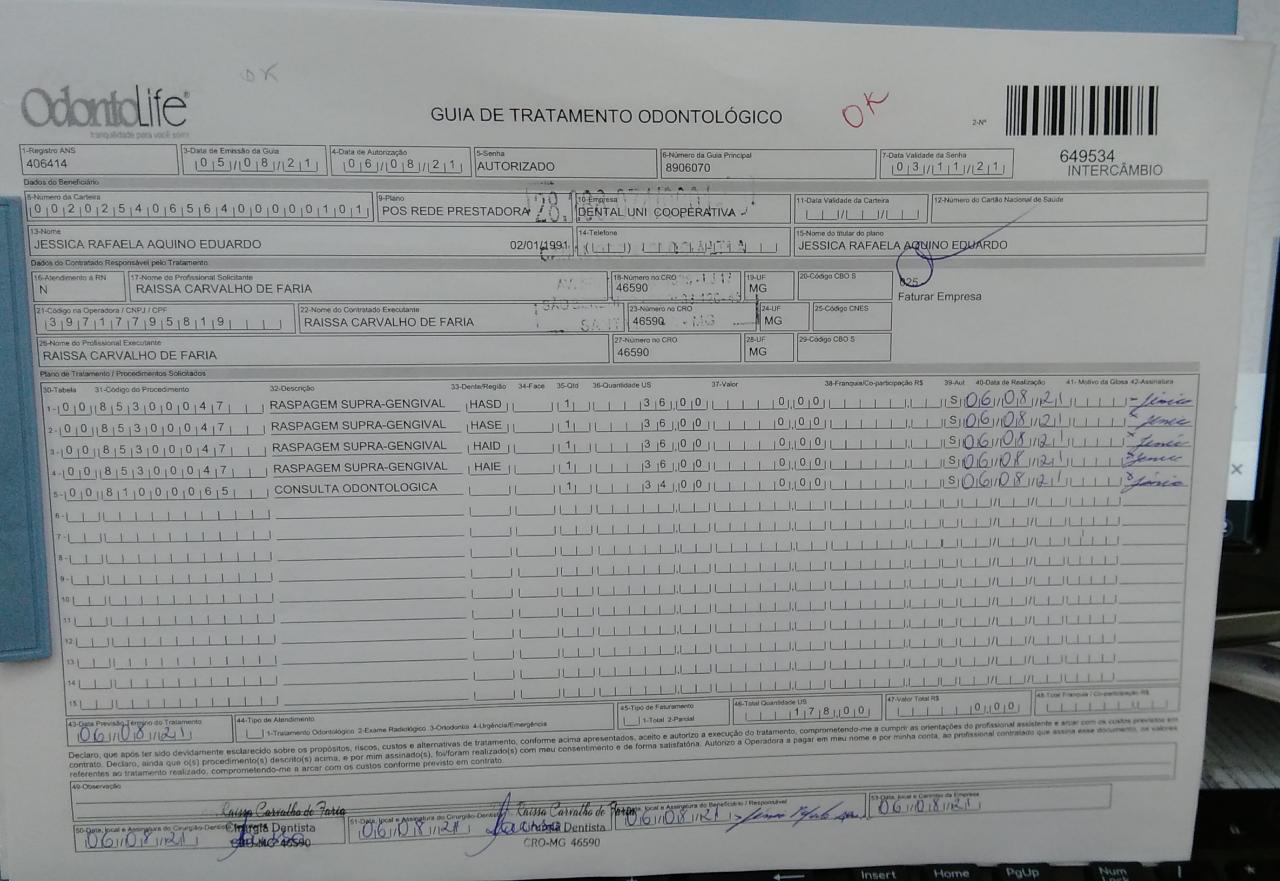 OK
OdontoLife®
tranquilidade para você sorrir
GUIA DE TRATAMENTO ODONTOLÓGICO
OK
2-Nº
649534
INTERCÂMBIO
1-Registro ANS
406414
3-Data de Emissão da Guia
05/08/21
4-Data de Autorização
06/08/21
5-Senha
AUTORIZADO
6-Número da Guia Principal
8906070
7-Data Validade da Senha
03/11/21
Dados do Beneficiário
8-Número da Carteira
00202540656400000101
9-Plano
POS REDE PRESTADORA
10-Empresa
DENTAL UNI COOPERATIVA
11-Data Validade da Carteira
12-Número do Cartão Nacional de Saúde
13-Nome
JESSICA RAFAELA AQUINO EDUARDO 02/01/1991
14-Telefone
15-Nome do titular do plano
JESSICA RAFAELA AQUINO EDUARDO
Dados do Contratado Responsável pelo Tratamento
16-Atendimento a RN
N
17-Nome do Profissional Solicitante
RAISSA CARVALHO DE FARIA
18-Número no CRO
46590
19-UF
MG
20-Código CBO S
025
Faturar Empresa
21-Código na Operadora / CNPJ / CPF
39717795819
22-Nome do Contratado Executante
RAISSA CARVALHO DE FARIA
23-Número no CRO
46590
24-UF
MG
25-Código CNES
26-Nome do Profissional Executante
RAISSA CARVALHO DE FARIA
27-Número no CRO
46590
28-UF
MG
29-Código CBO S
Plano de Tratamento / Procedimentos Solicitados
30-Tabela 31-Código do Procedimento 32-Descrição 33-Dente/Região 34-Face 35-Qtd 36-Quantidade US 37-Valor 38-Franquia/Co-participação R$ 39-Aut 40-Data de Realização 41- Motivo da Glosa 42-Assinatura
1- 00 85300047 RASPAGEM SUPRA-GENGIVAL HASD 1 36,00 0,00 S 06/08/21
2- 00 85300047 RASPAGEM SUPRA-GENGIVAL HASE 1 36,00 0,00 S 06/08/21
3- 00 85300047 RASPAGEM SUPRA-GENGIVAL HAID 1 36,00 0,00 S 06/08/21
4- 00 85300047 RASPAGEM SUPRA-GENGIVAL HAIE 1 36,00 0,00 S 06/08/21
5- 00 81000065 CONSULTA ODONTOLOGICA 1 34,00 0,00 S 06/08/21
6-
7-
8-
9-
10
11
12
13
14
15
43-Data Previsão Término do Tratamento
06/08/21
44-Tipo de Atendimento
1-Tratamento Odontológico 2-Exame Radiológico 3-Ortodontia 4-Urgência/Emergência
45-Tipo de Faturamento
1-Total 2-Parcial
46-Total Quantidade US
178,00
47-Valor Total R$
0,00
48-Total Franquia / Co-participação R$
Declaro, que após ter sido devidamente esclarecido sobre os propósitos, riscos, custos e alternativas de tratamento, conforme acima apresentados, aceito e autorizo a execução do tratamento, comprometendo-me a cumprir as orientações do profissional assistente e arcar com os custos previstos em
contrato. Declaro, ainda que o(s) procedimento(s) descrito(s) acima, e por mim assinado(s), foi/foram realizado(s) com meu consentimento e de forma satisfatória. Autorizo a Operadora a pagar em meu nome e por minha conta, ao profissional contratado que assina esse documento, os valores
referentes ao tratamento realizado, comprometendo-me a arcar com os custos conforme previsto em contrato.
49-Observação
50-Data, local e Assinatura do Cirurgião-Dentista
06/08/21
Raissa Carvalho de Faria
Cirurgiã Dentista
CRO-MG 46590
51-Data, local e Assinatura do Cirurgião-Dentista
06/08/21
Raissa Carvalho de Faria
Cirurgiã Dentista
CRO-MG 46590
52-Data, local e Assinatura do Beneficiário / Responsável
06/08/21
53-Data, local e Carimbo da Empresa
06/08/21
Insert Home PgUp Num Lock